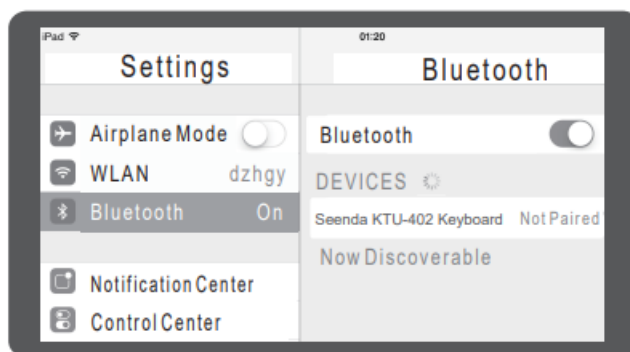 iPad 01:20
Settings
Bluetooth
Airplane Mode
WLAN dzhgy
Bluetooth On
Notification Center
Control Center
Bluetooth
DEVICES
Seenda KTU-402 Keyboard Not Paired
Now Discoverable